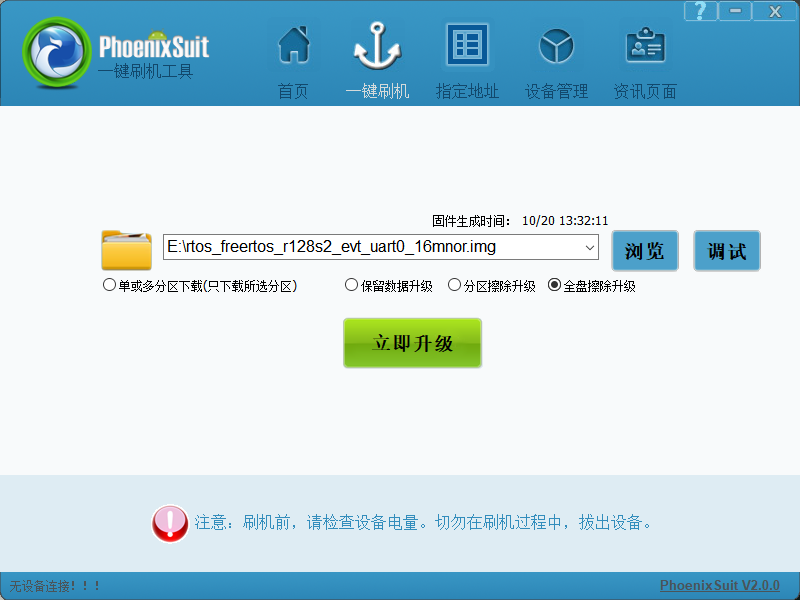 ?
PhoenixSuit
一键刷机工具
首页
一键刷机
指定地址
设备管理
资讯页面
固件生成时间： 10/20 13:32:11
E:\rtos_freertos_r128s2_evt_uart0_16mnor.img
浏览
调试
单或多分区下载(只下载所选分区)
保留数据升级
分区擦除升级
全盘擦除升级
立即升级
注意：刷机前，请检查设备电量。切勿在刷机过程中，拔出设备。
无设备连接！！！
PhoenixSuit V2.0.0